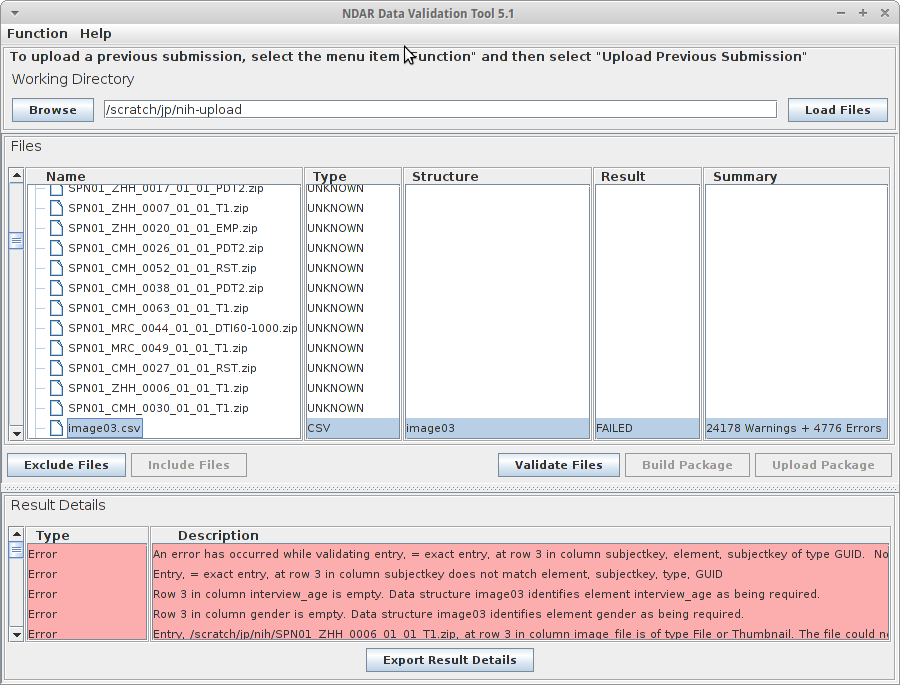 NDAR Data Validation Tool 5.1
Function Help
To upload a previous submission, select the menu item "Function" and then select "Upload Previous Submission"
Working Directory
Browse /scratch/jp/nih-upload Load Files
Files
Name Type Structure Result Summary
SPN01_ZHH_0017_01_01_PDT2.zip UNKNOWN
SPN01_ZHH_0007_01_01_T1.zip UNKNOWN
SPN01_ZHH_0020_01_01_EMP.zip UNKNOWN
SPN01_CMH_0026_01_01_PDT2.zip UNKNOWN
SPN01_CMH_0052_01_01_RST.zip UNKNOWN
SPN01_CMH_0038_01_01_PDT2.zip UNKNOWN
SPN01_CMH_0063_01_01_T1.zip UNKNOWN
SPN01_MRC_0044_01_01_DTI60-1000.zip UNKNOWN
SPN01_MRC_0049_01_01_T1.zip UNKNOWN
SPN01_CMH_0027_01_01_RST.zip UNKNOWN
SPN01_ZHH_0006_01_01_T1.zip UNKNOWN
SPN01_CMH_0030_01_01_T1.zip UNKNOWN
image03.csv CSV image03 FAILED 24178 Warnings + 4776 Errors
Exclude Files Include Files Validate Files Build Package Upload Package
Result Details
Type Description
Error An error has occurred while validating entry, = exact entry, at row 3 in column subjectkey, element, subjectkey of type GUID. No
Error Entry, = exact entry, at row 3 in column subjectkey does not match element, subjectkey, type, GUID
Error Row 3 in column interview_age is empty. Data structure image03 identifies element interview_age as being required.
Error Row 3 in column gender is empty. Data structure image03 identifies element gender as being required.
Error Entry, /scratch/jp/nih/SPN01_ZHH_0006_01_01_T1.zip, at row 3 in column image_file is of type File or Thumbnail. The file could
Export Result Details